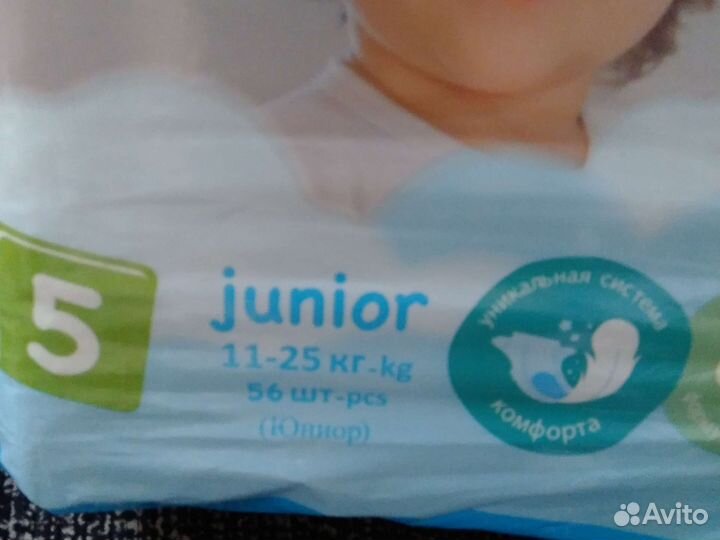 5
junior
11-25 кг-kg
56 шт-pcs
(Юниор)
уникальная система
комфорта
Avito